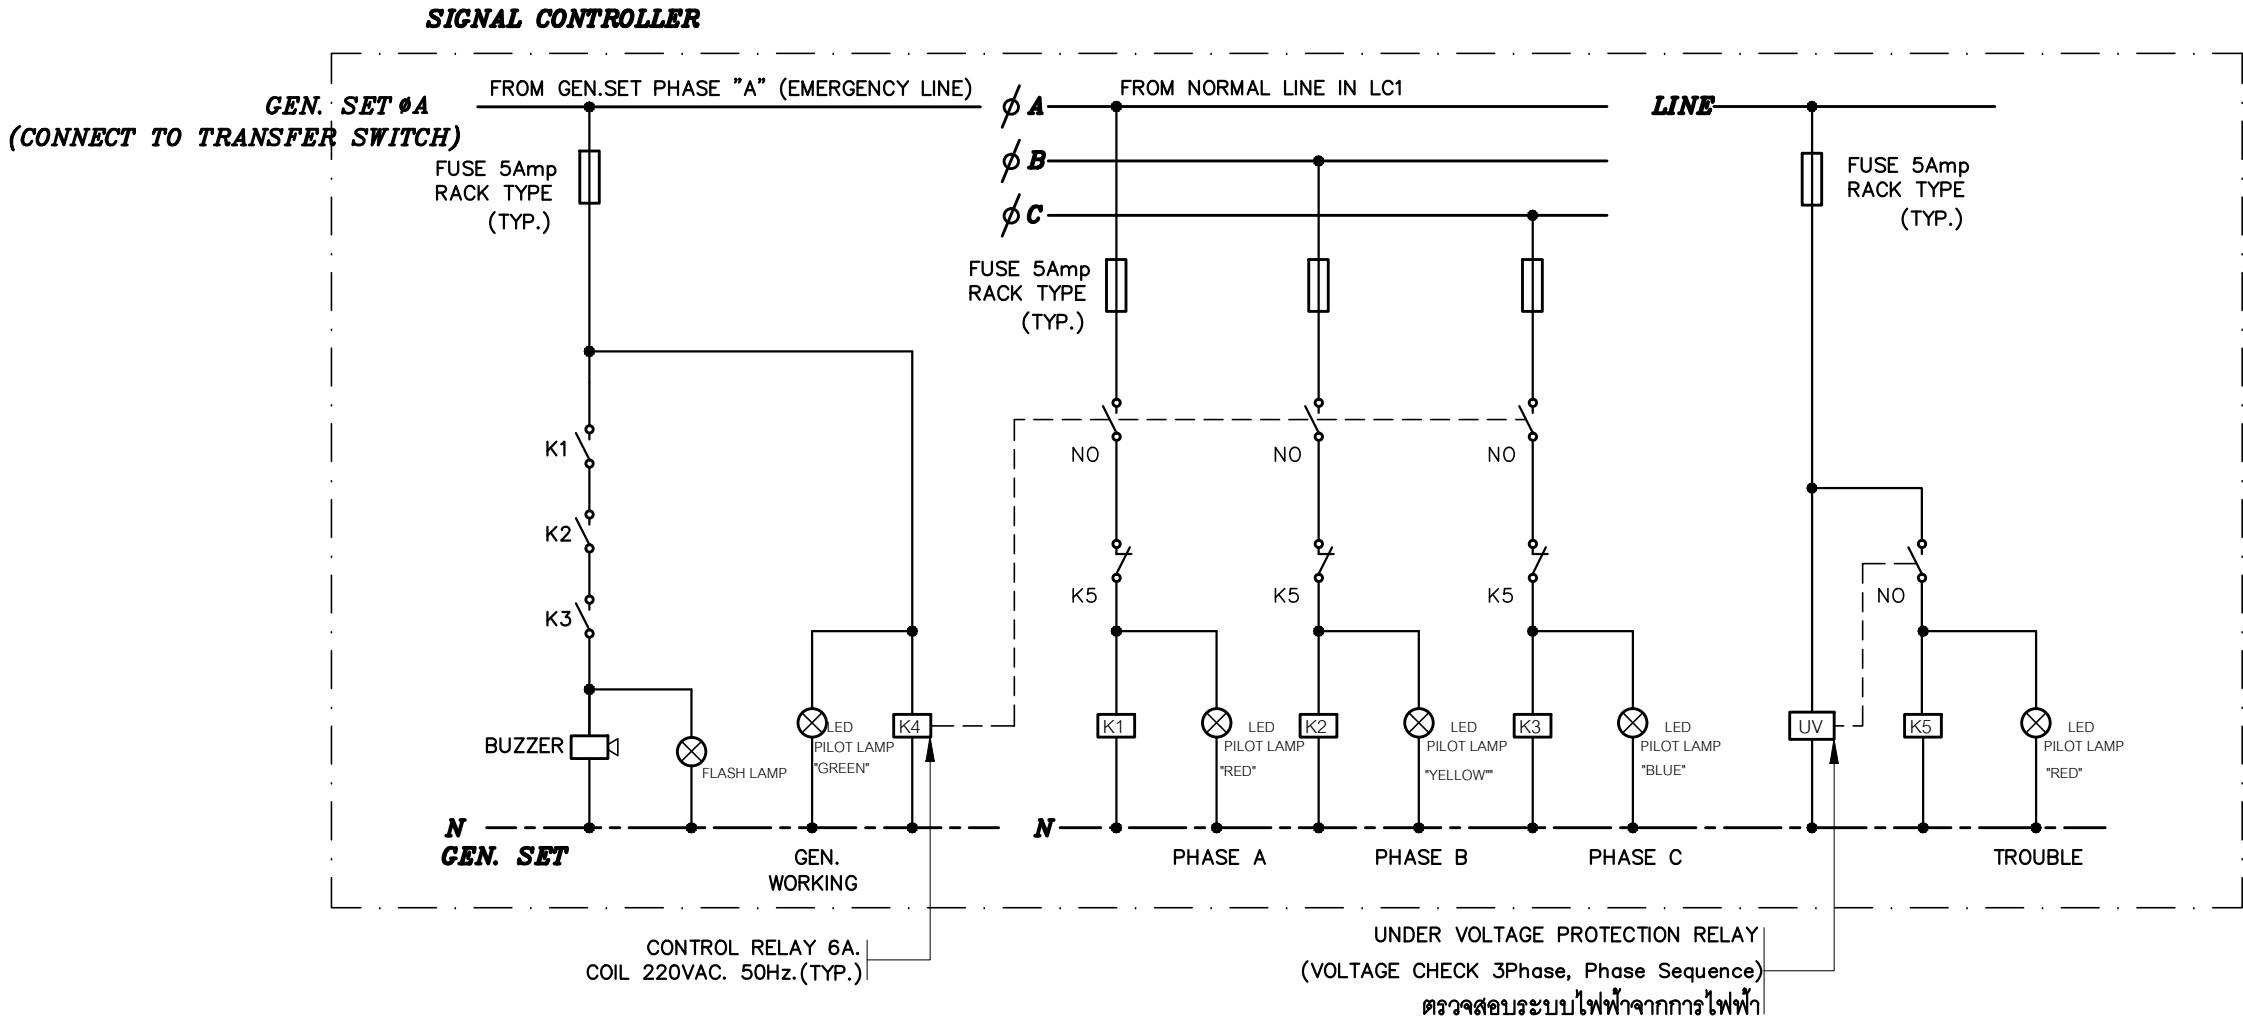 SIGNAL CONTROLLER
FROM GEN.SET PHASE "A" (EMERGENCY LINE)
FROM NORMAL LINE IN LC1
GEN. SET ØA
(CONNECT TO TRANSFER SWITCH)
Ø A
LINE
Ø B
Ø C
FUSE 5Amp
RACK TYPE
(TYP.)
FUSE 5Amp
RACK TYPE
(TYP.)
FUSE 5Amp
RACK TYPE
(TYP.)
K1
K2
K3
NO
NO
NO
K5
K5
K5
NO
BUZZER
FLASH LAMP
LED
PILOT LAMP
"GREEN"
K4
K1
LED
PILOT LAMP
"RED"
K2
LED
PILOT LAMP
"YELLOW""
K3
LED
PILOT LAMP
"BLUE"
UV
K5
LED
PILOT LAMP
"RED"
N
GEN. SET
N
GEN.
WORKING
PHASE A
PHASE B
PHASE C
TROUBLE
CONTROL RELAY 6A.
COIL 220VAC. 50Hz.(TYP.)
UNDER VOLTAGE PROTECTION RELAY
(VOLTAGE CHECK 3Phase, Phase Sequence)
ตรวจสอบระบบไฟฟ้าจากการไฟฟ้า